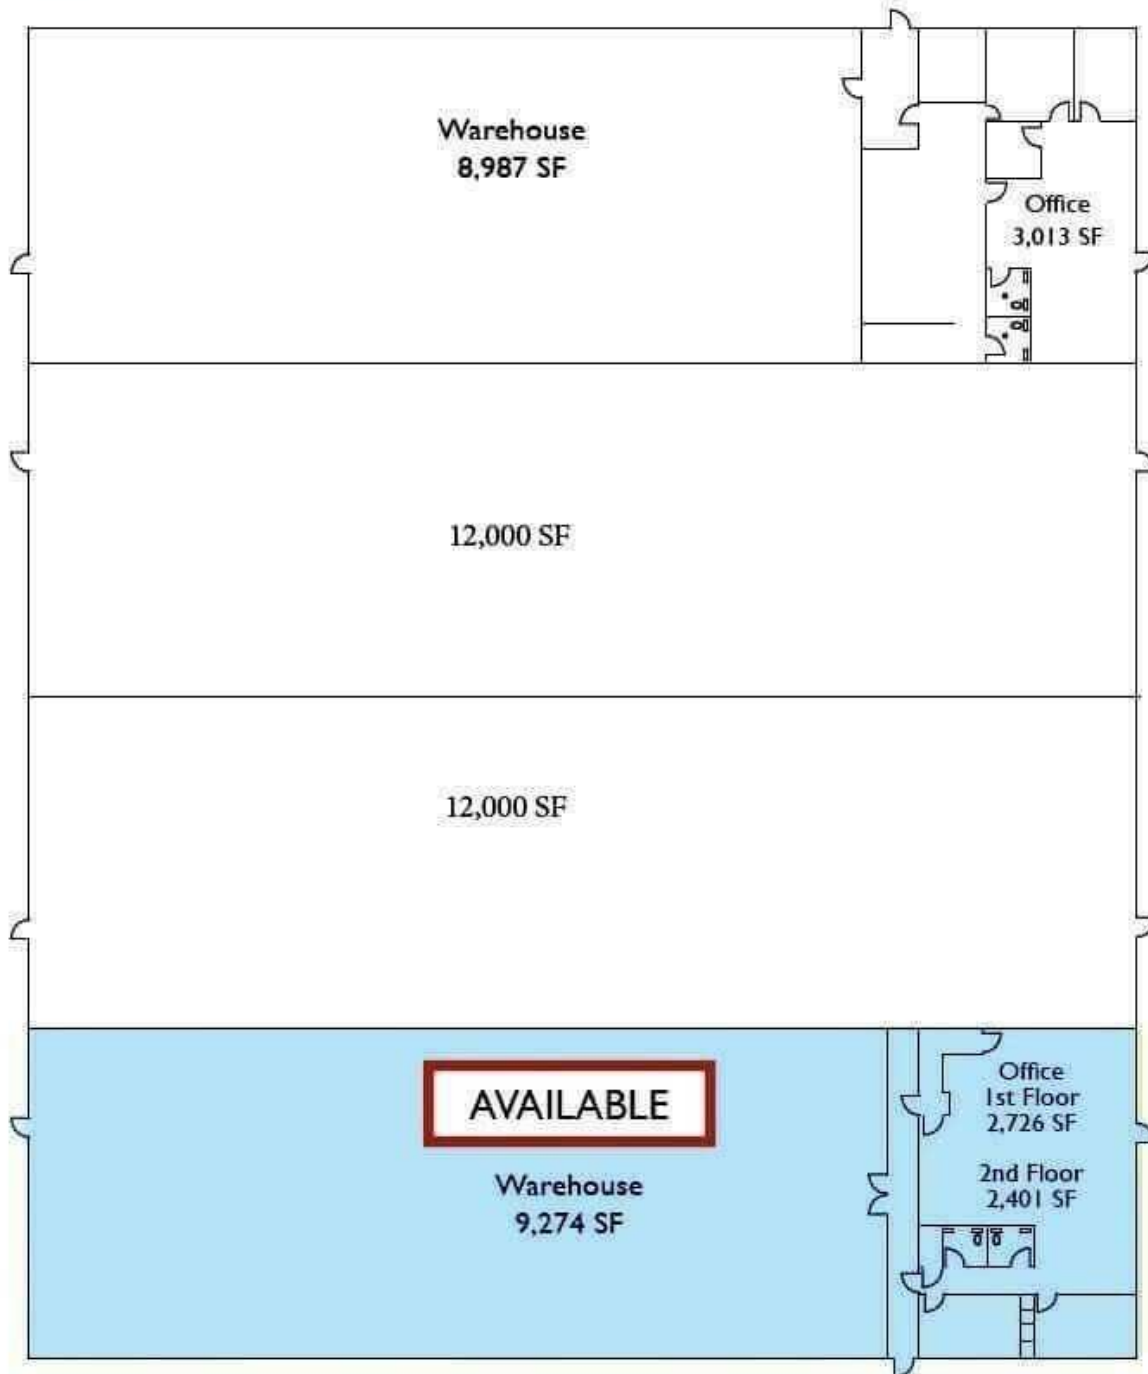 Warehouse
8,987 SF
Office
3,013 SF
12,000 SF
12,000 SF
AVAILABLE
Warehouse
9,274 SF
Office
1st Floor
2,726 SF
2nd Floor
2,401 SF